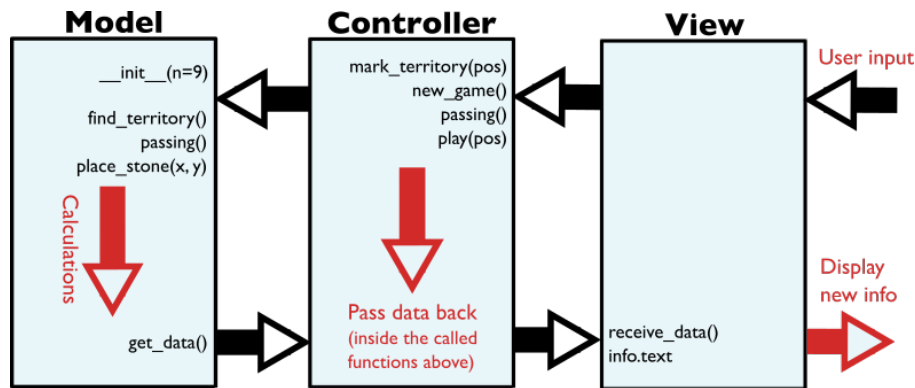 Model
Controller
View
__init__(n=9)
find_territory()
passing()
place_stone(x, y)
Calculations
get_data()
mark_territory(pos)
new_game()
passing()
play(pos)
Pass data back
(inside the called
functions above)
receive_data()
info.text
User input
Display
new info